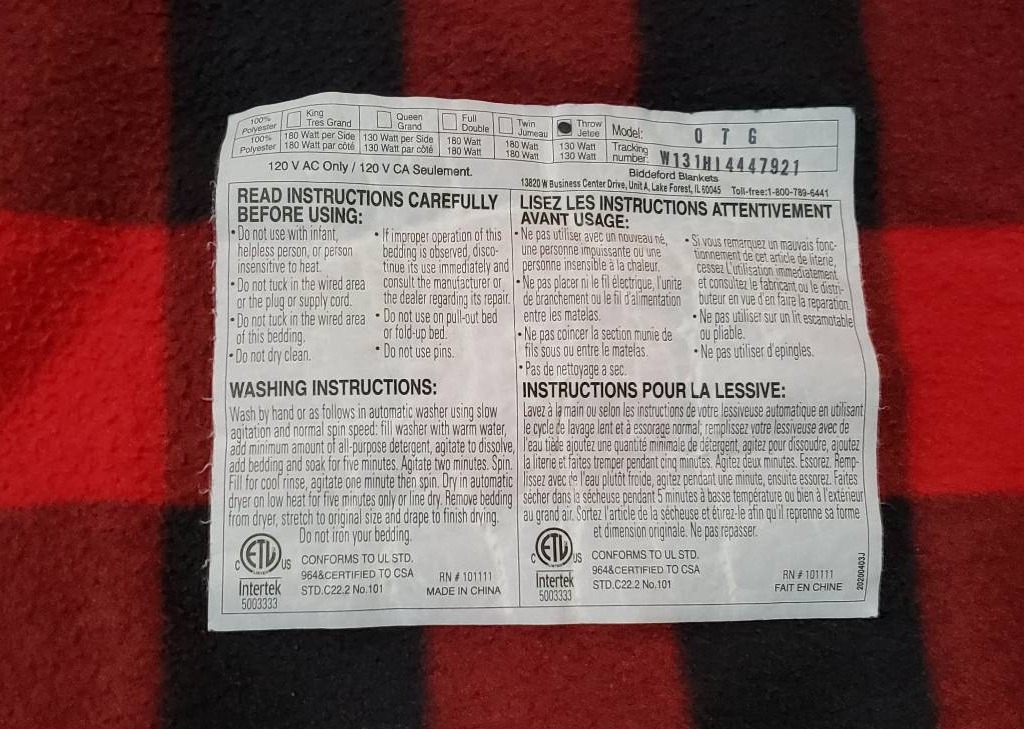 100% Polyester
King Tres Grand
Queen Grand
Full Double
Twin Jumeau
Throw Jetee
Model: OTG
100% Polyester
180 Watt per Side
180 Watt par côté
130 Watt per Side
130 Watt par côté
180 Watt
180 Watt
180 Watt
180 Watt
130 Watt
130 Watt
Tracking number: W131HI4447921
120 V AC Only / 120 V CA Seulement.
Biddeford Blankets
13820 W Business Center Drive, Unit A, Lake Forest, IL 60045 Toll-free:1-800-789-6441
READ INSTRUCTIONS CAREFULLY
BEFORE USING:
• Do not use with infant,
helpless person, or person
insensitive to heat.
• Do not tuck in the wired area
or the plug or supply cord.
• Do not tuck in the wired area
of this bedding.
• Do not dry clean.
• If improper operation of this
bedding is observed, disco-
tinue its use immediately and
consult the manufacturer or
the dealer regarding its repair.
• Do not use on pull-out bed
or fold-up bed.
• Do not use pins.
WASHING INSTRUCTIONS:
Wash by hand or as follows in automatic washer using slow
agitation and normal spin speed: fill washer with warm water,
add minimum amount of all-purpose detergent, agitate to dissolve,
add bedding and soak for five minutes. Agitate two minutes. Spin.
Fill for cool rinse, agitate one minute then spin. Dry in automatic
dryer on low heat for five minutes only or line dry. Remove bedding
from dryer, stretch to original size and drape to finish drying.
Do not iron your bedding.
ETL
C US
Intertek
5003333
CONFORMS TO UL STD.
964&CERTIFIED TO CSA
STD.C22.2 No.101
RN # 101111
MADE IN CHINA
LISEZ LES INSTRUCTIONS ATTENTIVEMENT
AVANT USAGE:
• Ne pas utiliser avec un nouveau né,
une personne impuissante ou une
personne insensible à la chaleur.
• Ne pas placer ni le fil électrique, l'unite
de branchement ou le fil d'alimentation
entre les matelas.
• Ne pas coincer la section munie de
fils sous ou entre le matelas.
• Pas de nettoyage a sec.
• Si vous remarquez un mauvais fonc-
tionnement de cet article de literie,
cessez L'utilisation immediatement
et consultez le fabricant ou le distri-
buteur en vue d'en faire la reparation.
• Ne pas utiliser sur un lit escamotable
ou pliable.
• Ne pas utiliser d'epingles.
INSTRUCTIONS POUR LA LESSIVE:
Lavez à la main ou selon les instructions de votre lessiveuse automatique en utilisant
le cycle de lavage lent et à essorage normal; remplissez votre lessiveuse avec de
l'eau tiède ajoutez une quantité minimale de détergent, agitez pour dissoudre, ajoutez
la literie et faites tremper pendant cinq minutes. Agitez deux minutes. Essorez. Remp-
lissez avec de l'eau plutôt froide, agitez pendant une minute, ensuite essorez. Faites
sécher dans la sécheuse pendant 5 minutes à basse température ou bien à l'extérieur
au grand air. Sortez l'article de la sécheuse et étirez-le afin qu'il reprenne sa forme
et dimension originale. Ne pas repasser.
ETL
C US
Intertek
5003333
CONFORMS TO UL STD.
964&CERTIFIED TO CSA
STD.C22.2 No.101
RN # 101111
FAIT EN CHINE
20200403J